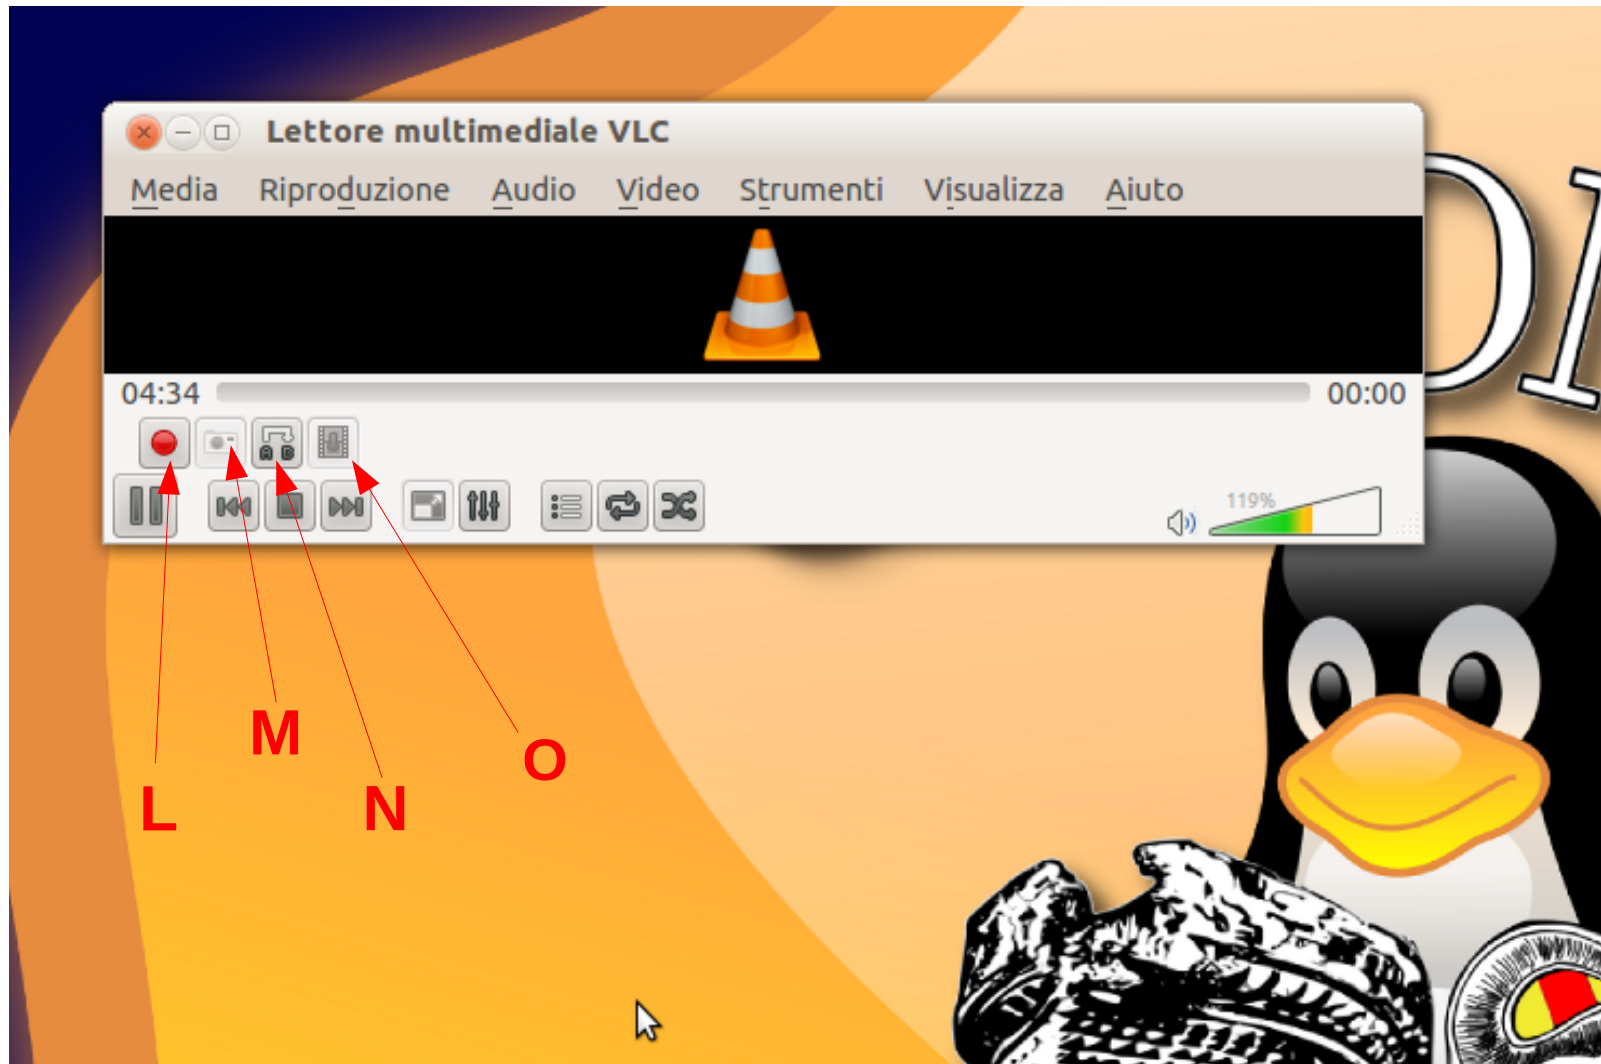 Lettore multimediale VLC
Media Riproduzione Audio Video Strumenti Visualizza Aiuto
04:34 00:00
A B
119%
M
O
L N